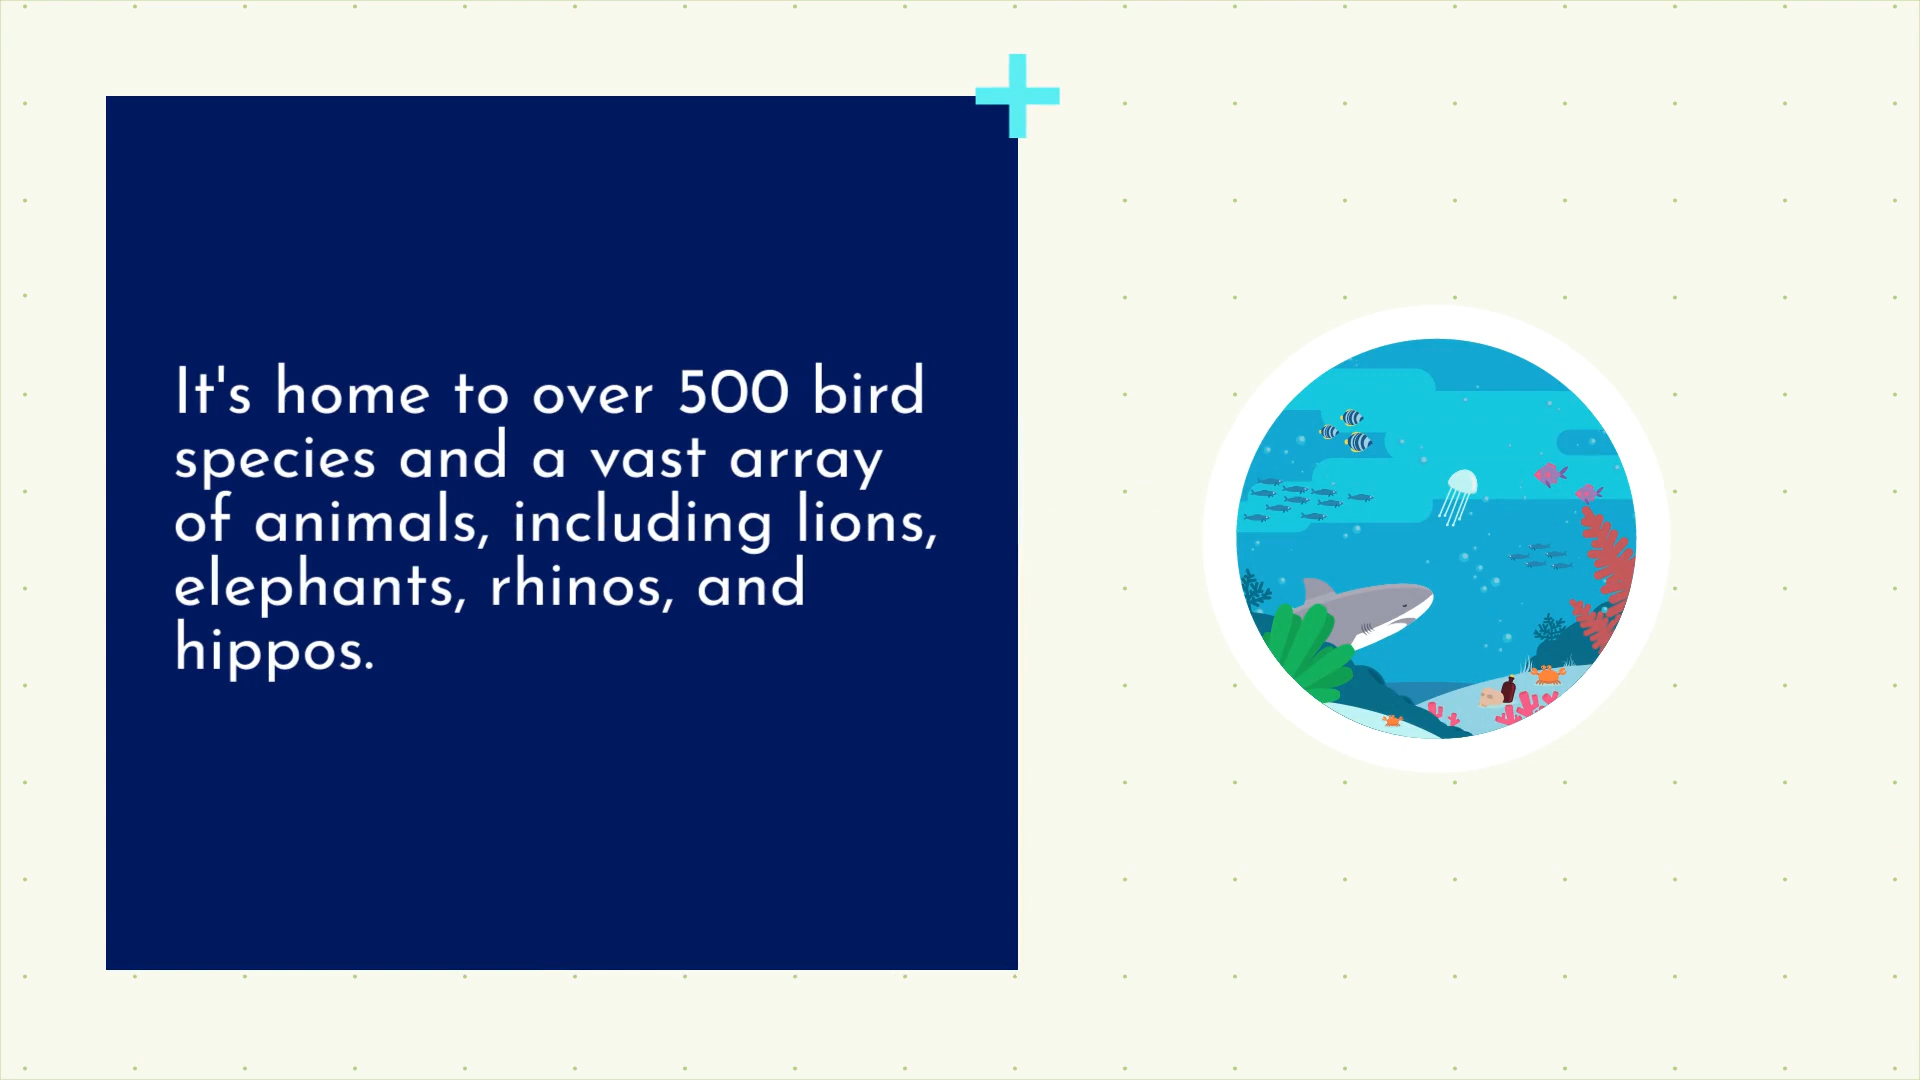 It's home to over 500 bird
species and a vast array
of animals, including lions,
elephants, rhinos, and
hippos.